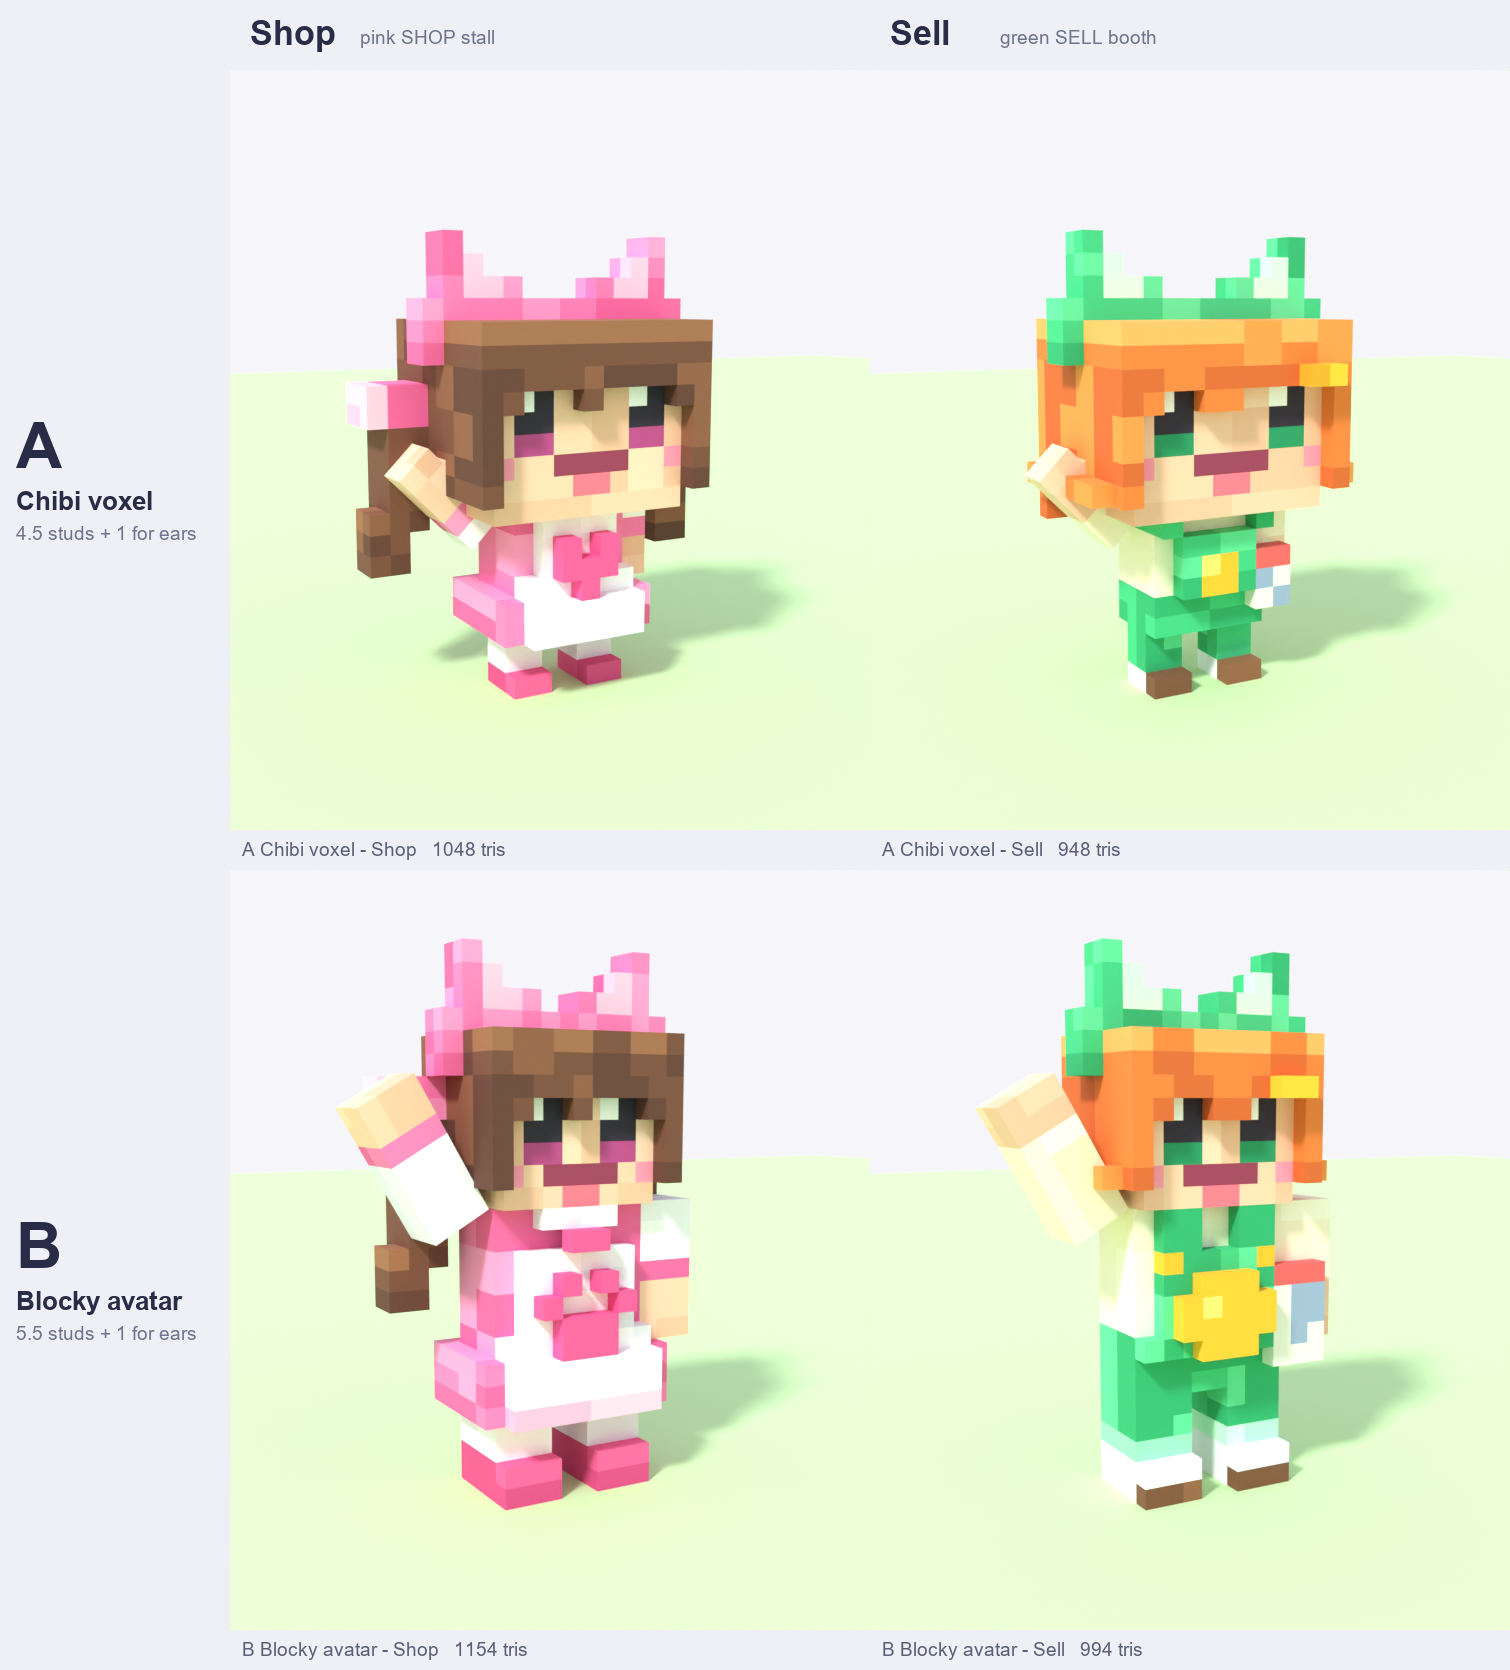 Shop pink SHOP stall
Sell green SELL booth
A
Chibi voxel
4.5 studs + 1 for ears
A Chibi voxel - Shop 1048 tris
A Chibi voxel - Sell 948 tris
B
Blocky avatar
5.5 studs + 1 for ears
B Blocky avatar - Shop 1154 tris
B Blocky avatar - Sell 994 tris